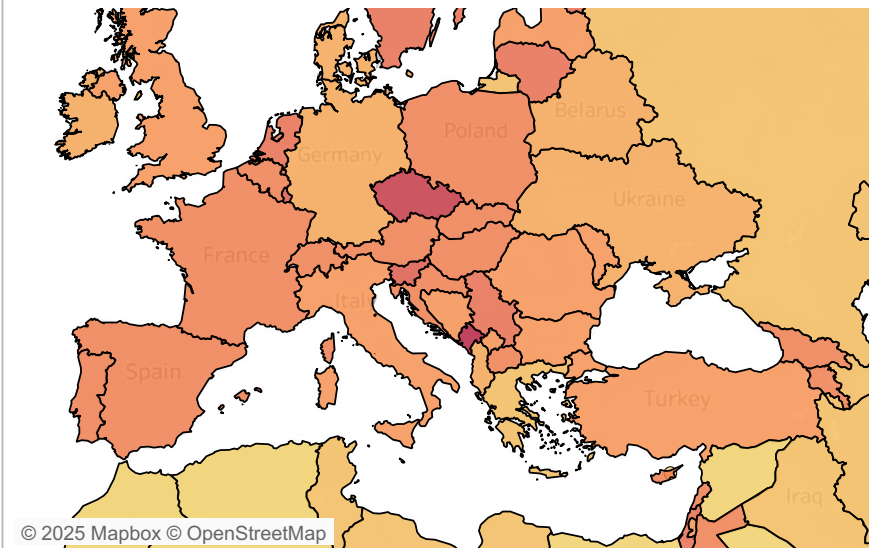 Belarus
Poland
Germany
Ukraine
France
Italy
Spain
Turkey
Iraq
© 2025 Mapbox © OpenStreetMap